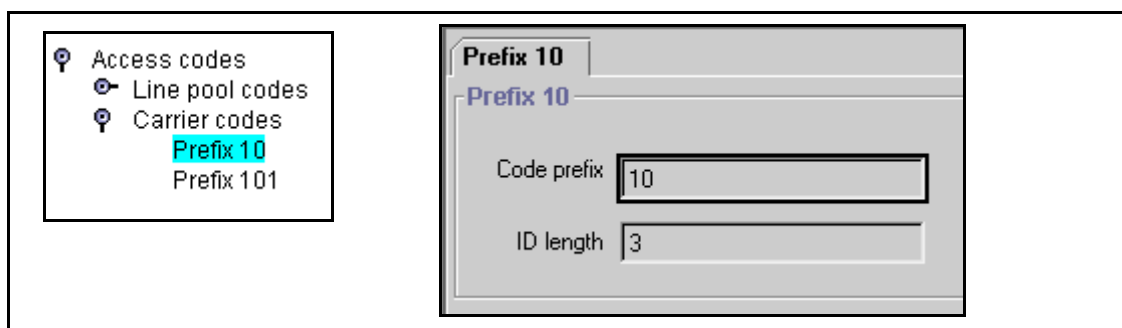 Access codes
Line pool codes
Carrier codes
Prefix 10
Prefix 101
Prefix 10
Prefix 10
Code prefix 10
ID length 3